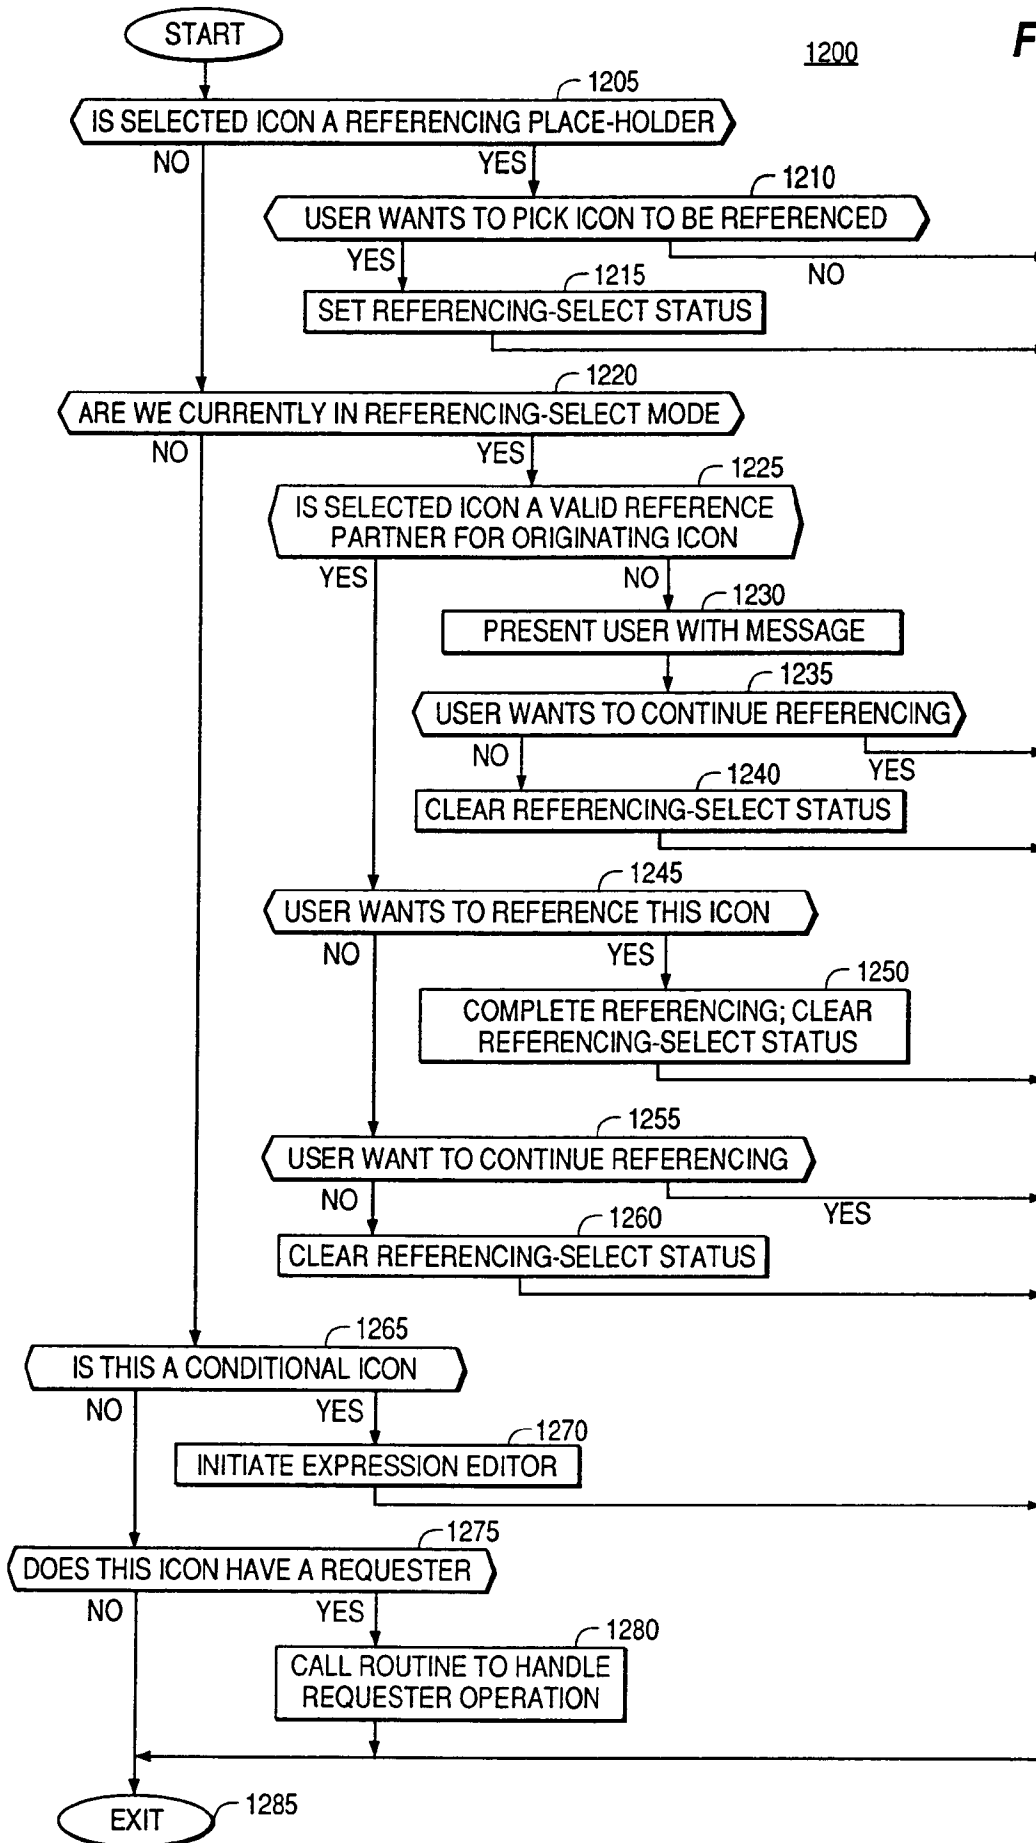 START
1200
F
1205
IS SELECTED ICON A REFERENCING PLACE-HOLDER
NO
YES
1210
USER WANTS TO PICK ICON TO BE REFERENCED
YES
NO
1215
SET REFERENCING-SELECT STATUS
1220
ARE WE CURRENTLY IN REFERENCING-SELECT MODE
NO
YES
1225
IS SELECTED ICON A VALID REFERENCE
PARTNER FOR ORIGINATING ICON
YES
NO
1230
PRESENT USER WITH MESSAGE
1235
USER WANTS TO CONTINUE REFERENCING
NO
YES
1240
CLEAR REFERENCING-SELECT STATUS
1245
USER WANTS TO REFERENCE THIS ICON
NO
YES
1250
COMPLETE REFERENCING; CLEAR
REFERENCING-SELECT STATUS
1255
USER WANT TO CONTINUE REFERENCING
NO
YES
1260
CLEAR REFERENCING-SELECT STATUS
1265
IS THIS A CONDITIONAL ICON
NO
YES
1270
INITIATE EXPRESSION EDITOR
1275
DOES THIS ICON HAVE A REQUESTER
NO
YES
1280
CALL ROUTINE TO HANDLE
REQUESTER OPERATION
EXIT
1285